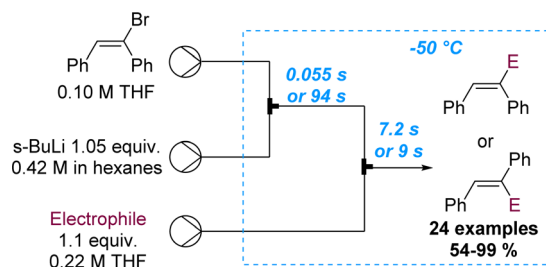 Br
Ph
Ph
0.10 M THF
s-BuLi 1.05 equiv.
0.42 M in hexanes
Electrophile
1.1 equiv.
0.22 M THF
-50 °C
0.055 s
or 94 s
7.2 s
or 9 s
E
Ph
Ph
or
Ph
Ph
E
24 examples
54-99 %